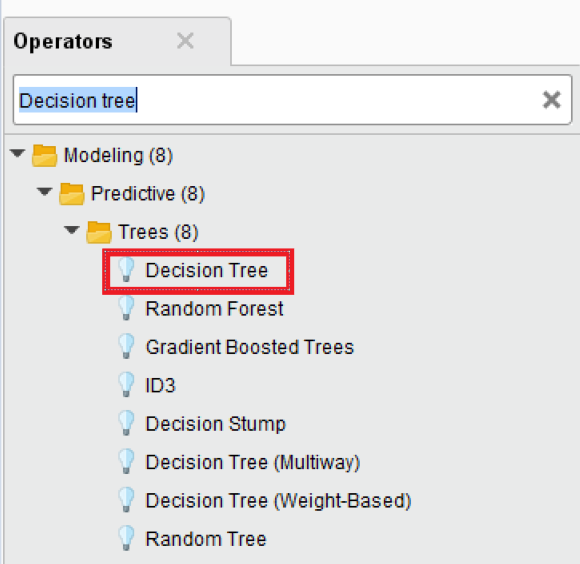 Operators
Decision tree
Modeling (8)
Predictive (8)
Trees (8)
Decision Tree
Random Forest
Gradient Boosted Trees
ID3
Decision Stump
Decision Tree (Multiway)
Decision Tree (Weight-Based)
Random Tree